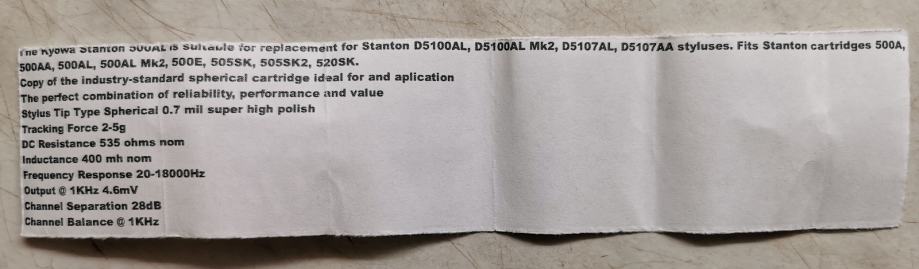 The Kyowa Stanton 500AL is suitable for replacement for Stanton D5100AL, D5100AL Mk2, D5107AL, D5107AA styluses. Fits Stanton cartridges 500A,
500AA, 500AL, 500AL Mk2, 500E, 505SK, 505SK2, 520SK.
Copy of the industry-standard spherical cartridge ideal for and aplication
The perfect combination of reliability, performance and value
Stylus Tip Type Spherical 0.7 mil super high polish
Tracking Force 2-5g
DC Resistance 535 ohms nom
Inductance 400 mh nom
Frequency Response 20-18000Hz
Output @ 1KHz 4.6mV
Channel Separation 28dB
Channel Balance @ 1KHz